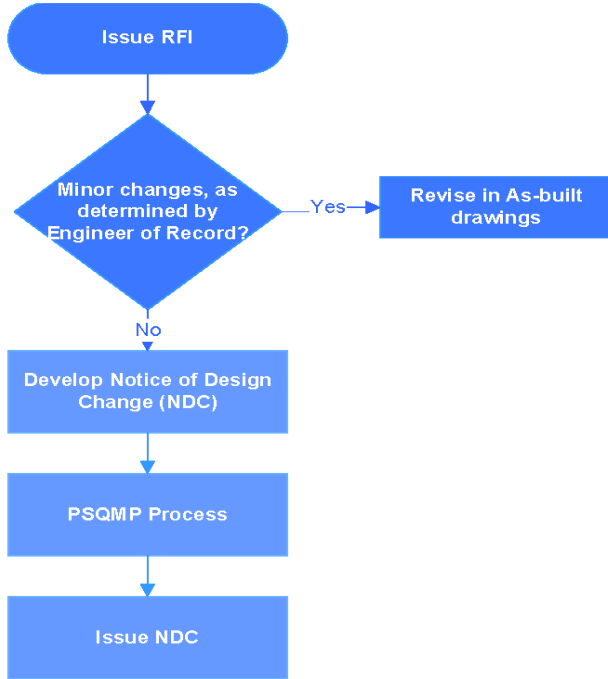 Issue RFI
Minor changes, as
determined by
Engineer of Record?
Yes
Revise in As-built
drawings
No
Develop Notice of Design
Change (NDC)
PSQMP Process
Issue NDC